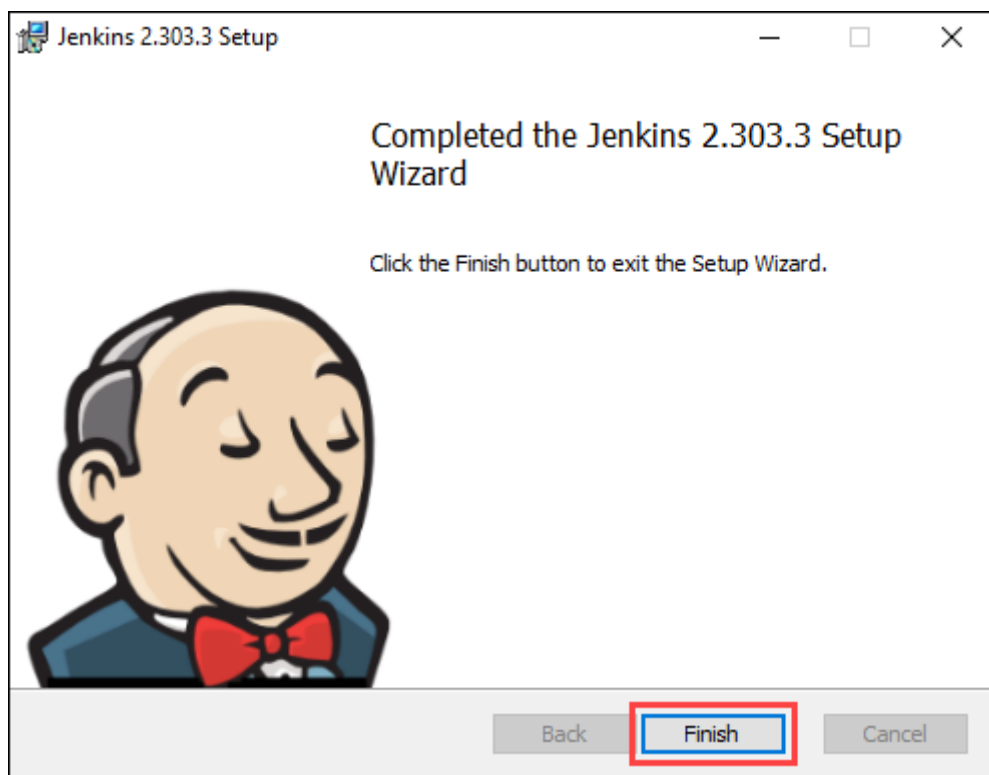 Jenkins 2.303.3 Setup
Completed the Jenkins 2.303.3 Setup
Wizard
Click the Finish button to exit the Setup Wizard.
Back Finish Cancel